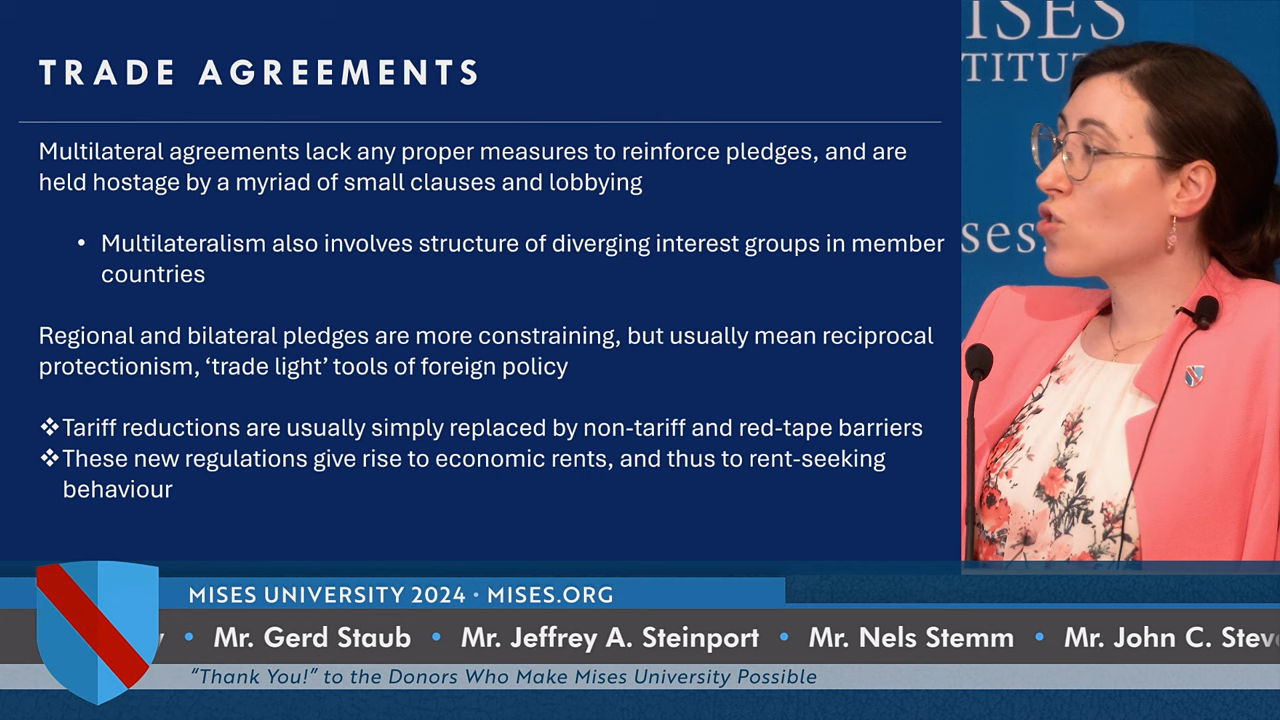 TRADE AGREEMENTS
Multilateral agreements lack any proper measures to reinforce pledges, and are
held hostage by a myriad of small clauses and lobbying
• Multilateralism also involves structure of diverging interest groups in member
countries
Regional and bilateral pledges are more constraining, but usually mean reciprocal
protectionism, ‘trade light’ tools of foreign policy
❖Tariff reductions are usually simply replaced by non-tariff and red-tape barriers
❖These new regulations give rise to economic rents, and thus to rent-seeking
behaviour
ISES
TITUT
ses.
MISES UNIVERSITY 2024 • MISES.ORG
• Mr. Gerd Staub • Mr. Jeffrey A. Steinport • Mr. Nels Stemm • Mr. John C. Steve
“Thank You!” to the Donors Who Make Mises University Possible